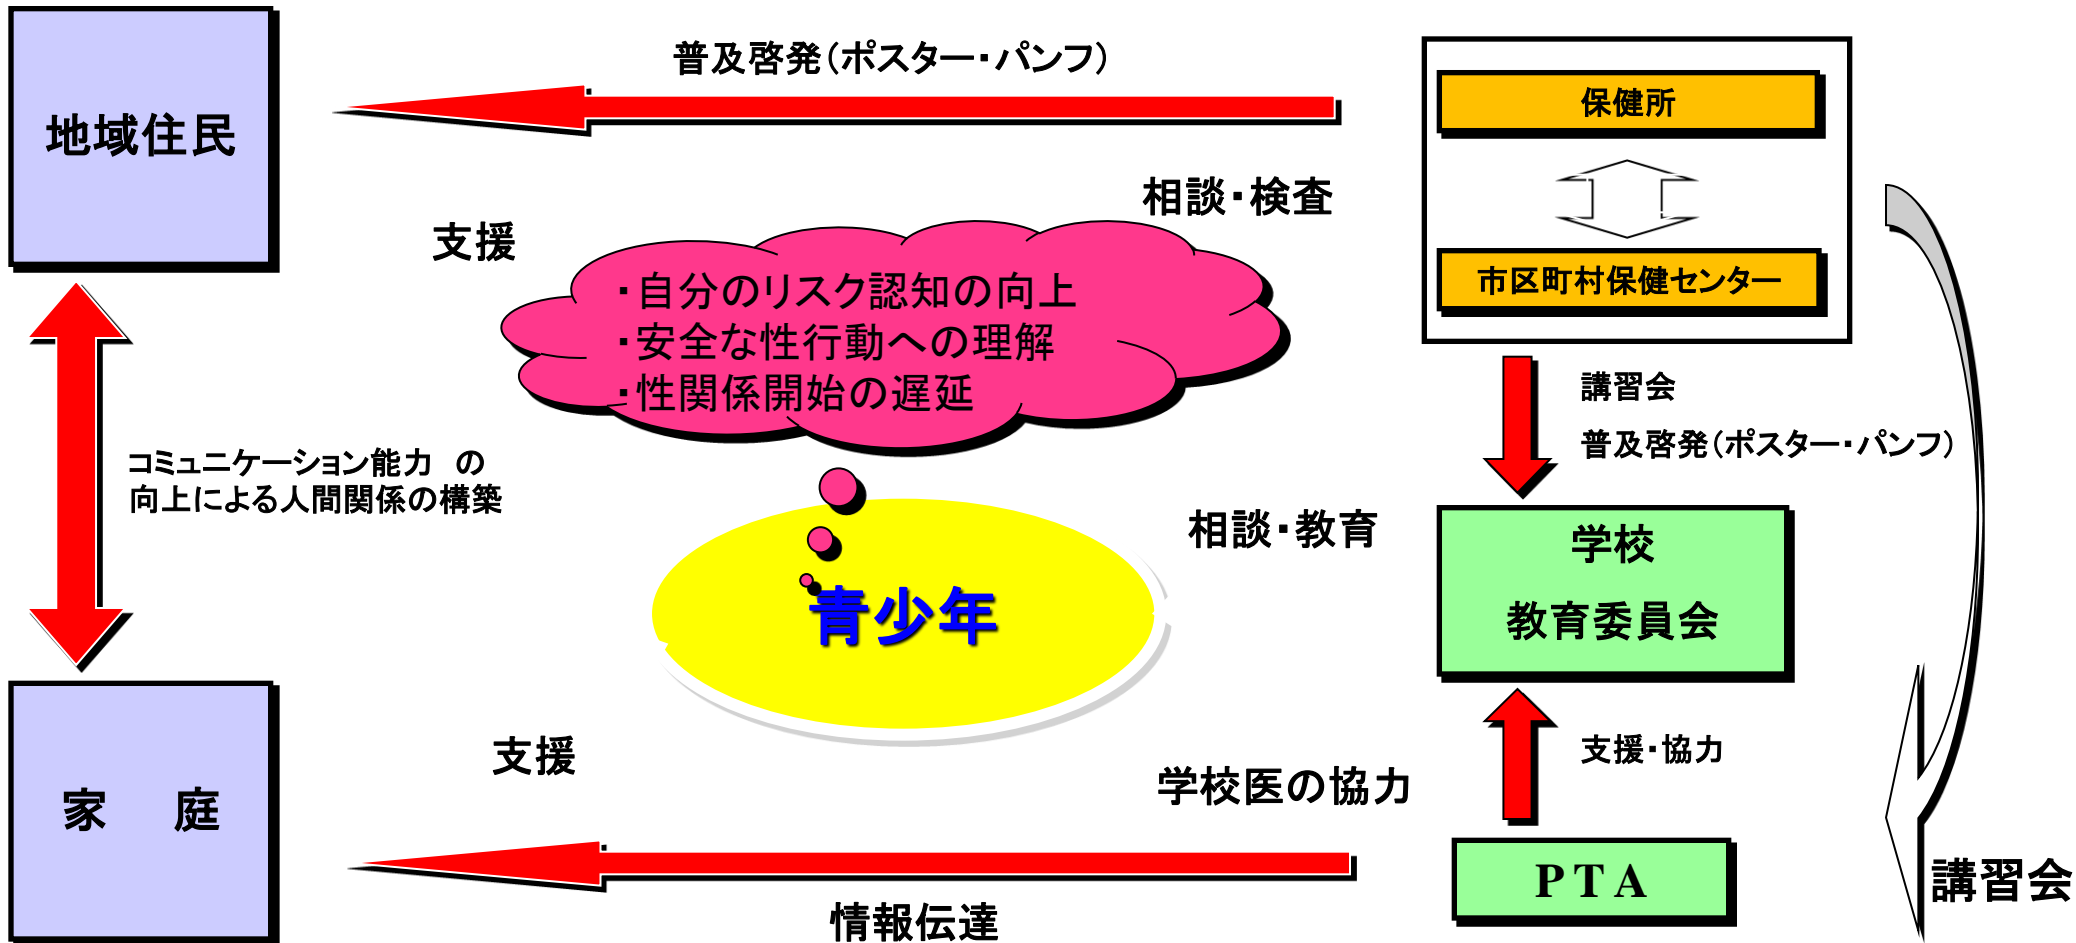 普及啓発（ポスター・パンフ）
保健所
地域住民
相談・検査
支援
市区町村保健センター
・自分のリスク認知の向上
・安全な性行動への理解
・性関係開始の遅延
講習会
普及啓発（ポスター・パンフ）
コミュニケーション能力　の
向上による人間関係の構築
相談・教育
学校
教育委員会
青少年
支援
支援・協力
学校医の協力
家　庭
PTA
講習会
情報伝達